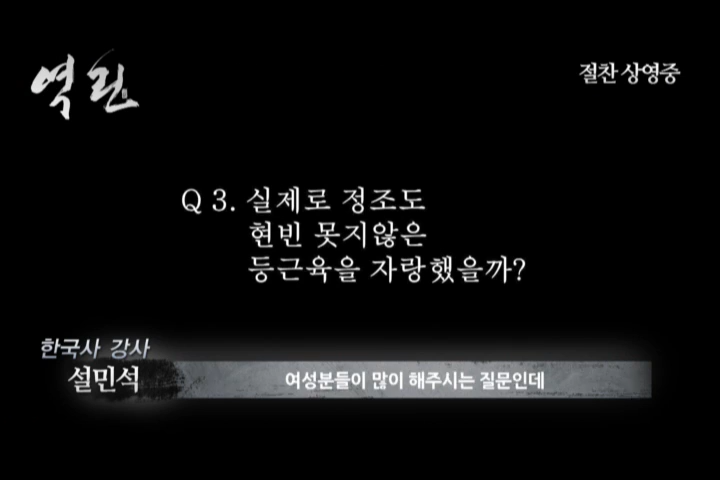 역린
절찬 상영중
Q 3. 실제로 정조도
현빈 못지않은
등근육을 자랑했을까?
한국사 강사
설민석
여성분들이 많이 해주시는 질문인데